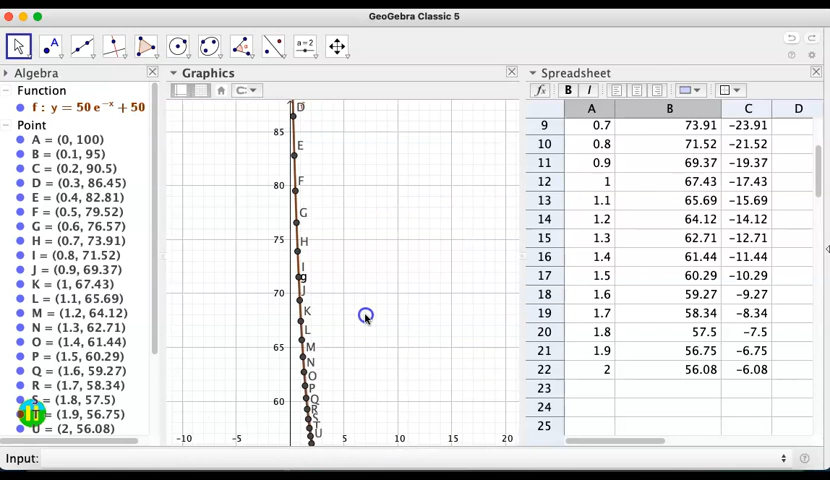 GeoGebra Classic 5
Algebra
Function
f : y = 50 e⁻ˣ + 50
Point
A = (0, 100)
B = (0.1, 95)
C = (0.2, 90.5)
D = (0.3, 86.45)
E = (0.4, 82.81)
F = (0.5, 79.52)
G = (0.6, 76.57)
H = (0.7, 73.91)
I = (0.8, 71.52)
J = (0.9, 69.37)
K = (1, 67.43)
L = (1.1, 65.69)
M = (1.2, 64.12)
N = (1.3, 62.71)
O = (1.4, 61.44)
P = (1.5, 60.29)
Q = (1.6, 59.27)
R = (1.7, 58.34)
S = (1.8, 57.5)
T = (1.9, 56.75)
U = (2, 56.08)
Graphics
85
80
75
70
65
60
-10 -5 5 10 15 20
D
E
F
G
H
I
g
J
K
L
M
N
O
P
Q
R
S
T
U
Spreadsheet
fx B I
A B C D
9 0.7 73.91 -23.91
10 0.8 71.52 -21.52
11 0.9 69.37 -19.37
12 1 67.43 -17.43
13 1.1 65.69 -15.69
14 1.2 64.12 -14.12
15 1.3 62.71 -12.71
16 1.4 61.44 -11.44
17 1.5 60.29 -10.29
18 1.6 59.27 -9.27
19 1.7 58.34 -8.34
20 1.8 57.5 -7.5
21 1.9 56.75 -6.75
22 2 56.08 -6.08
23
24
25
Input: